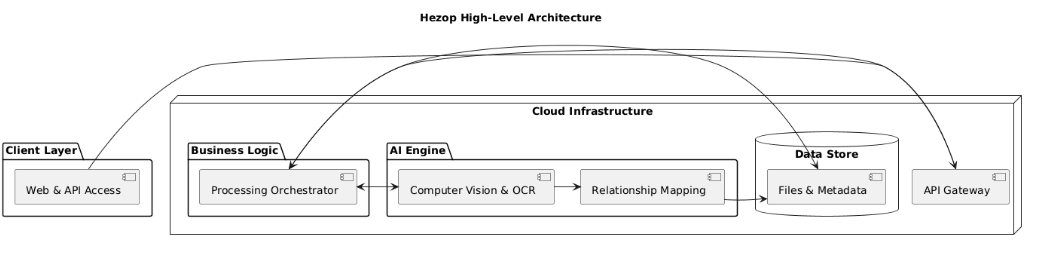 Hezop High-Level Architecture
Cloud Infrastructure
Client Layer
Web & API Access
Business Logic
Processing Orchestrator
AI Engine
Computer Vision & OCR
Relationship Mapping
Data Store
Files & Metadata
API Gateway